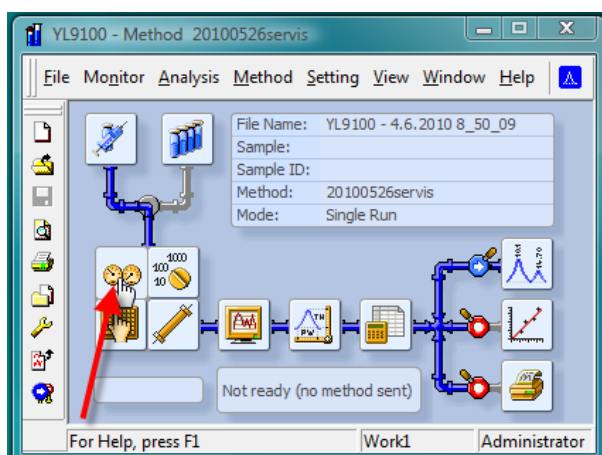 YL9100 - Method 20100526servis
File Monitor Analysis Method Setting View Window Help
File Name: YL9100 - 4.6.2010 8_50_09
Sample:
Sample ID:
Method: 20100526servis
Mode: Single Run
1000
100
10
TH
PW
Not ready (no method sent)
For Help, press F1 Work1 Administrator